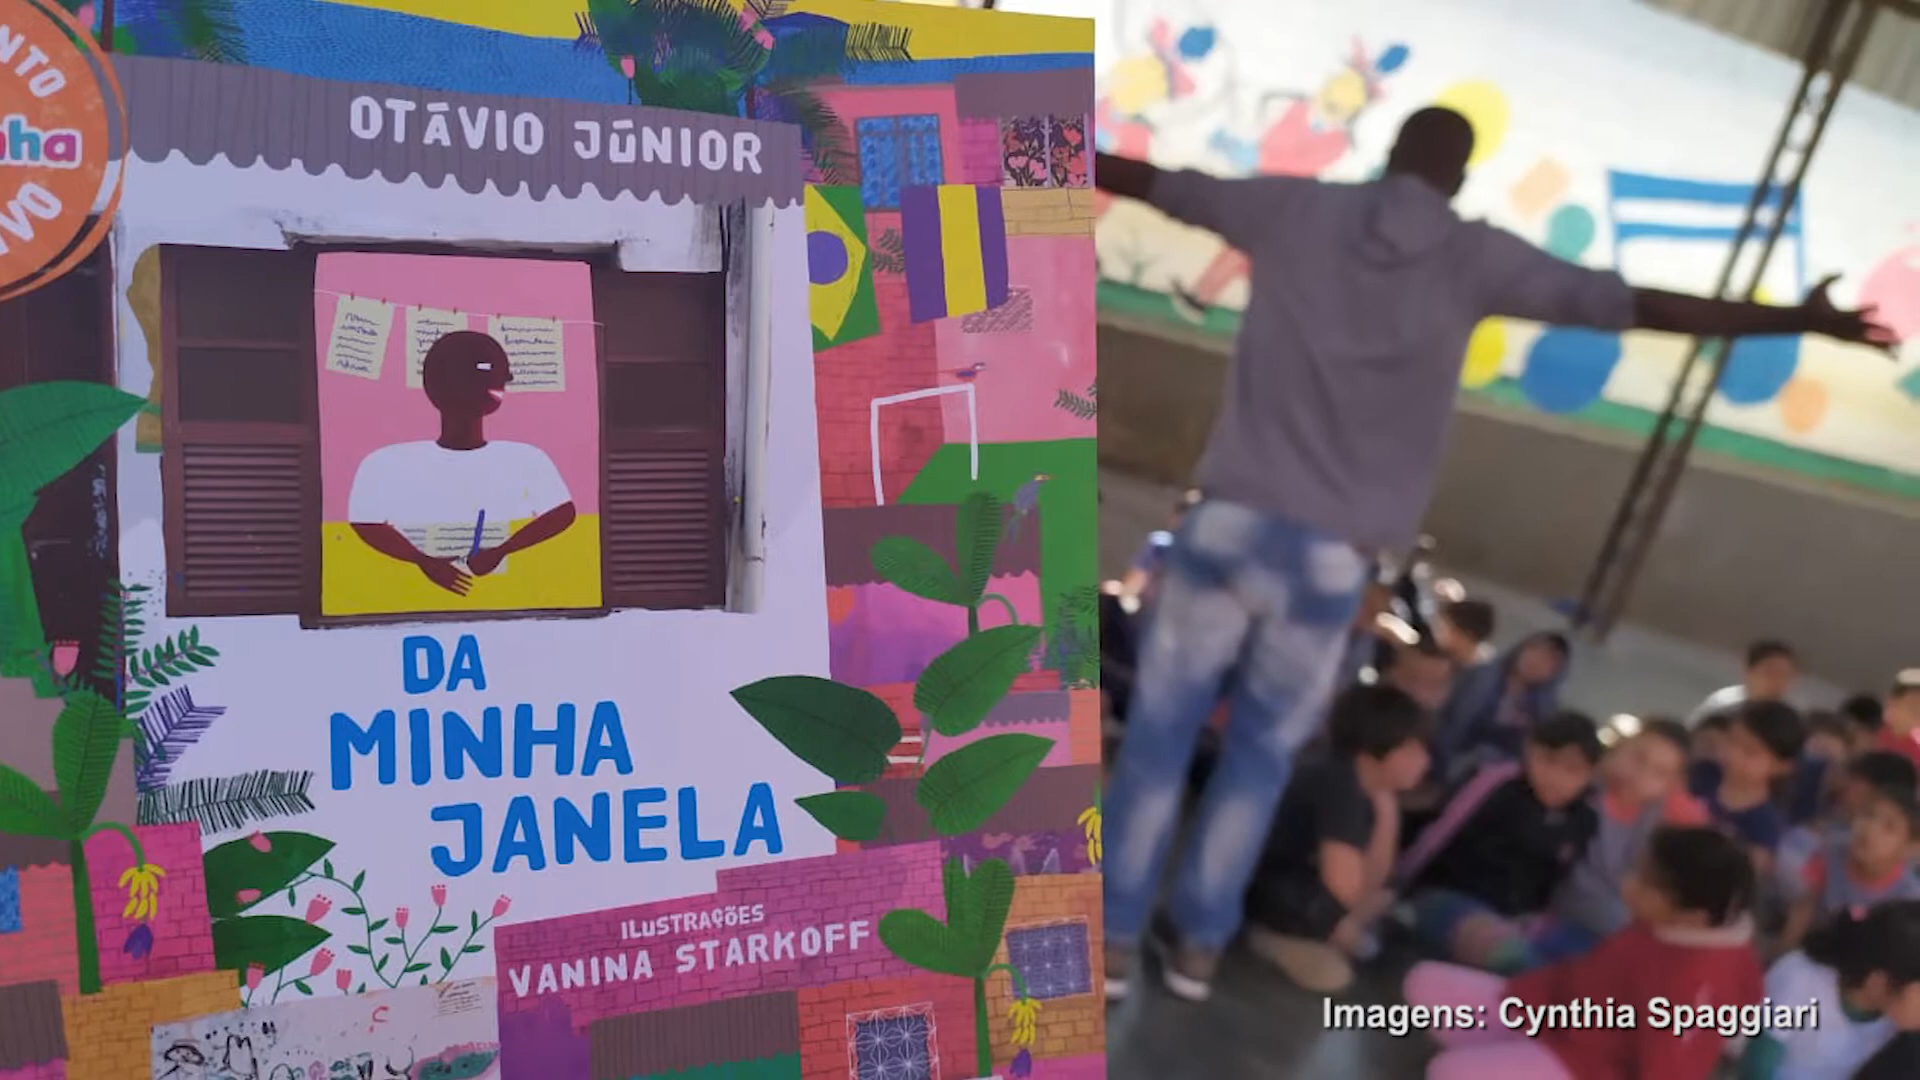 OTÁVIO JÚNIOR
DA
MINHA
JANELA
ILUSTRAÇÕES
VANINA STARKOFF
Imagens: Cynthia Spaggiari